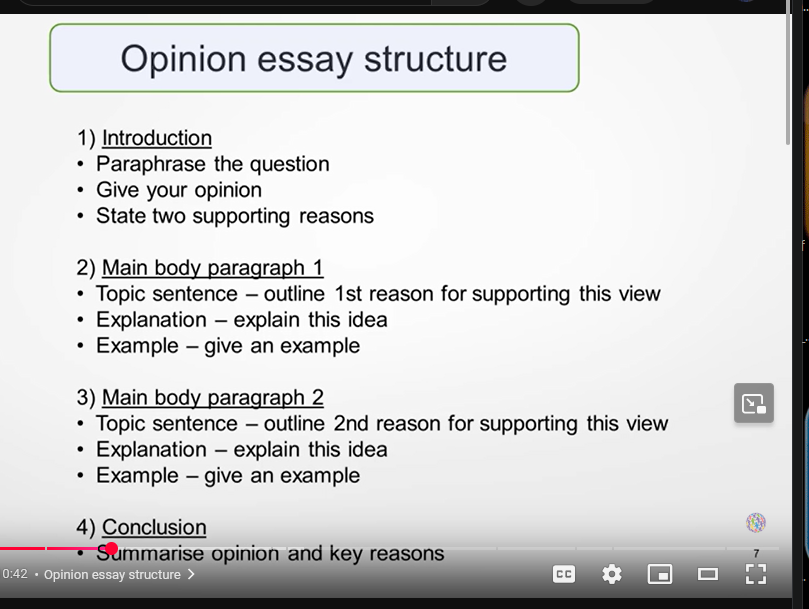 Opinion essay structure
1) Introduction
• Paraphrase the question
• Give your opinion
• State two supporting reasons
2) Main body paragraph 1
• Topic sentence – outline 1st reason for supporting this view
• Explanation – explain this idea
• Example – give an example
3) Main body paragraph 2
• Topic sentence – outline 2nd reason for supporting this view
• Explanation – explain this idea
• Example – give an example
4) Conclusion
• Summarise opinion and key reasons
7
0:42 • Opinion essay structure
CC